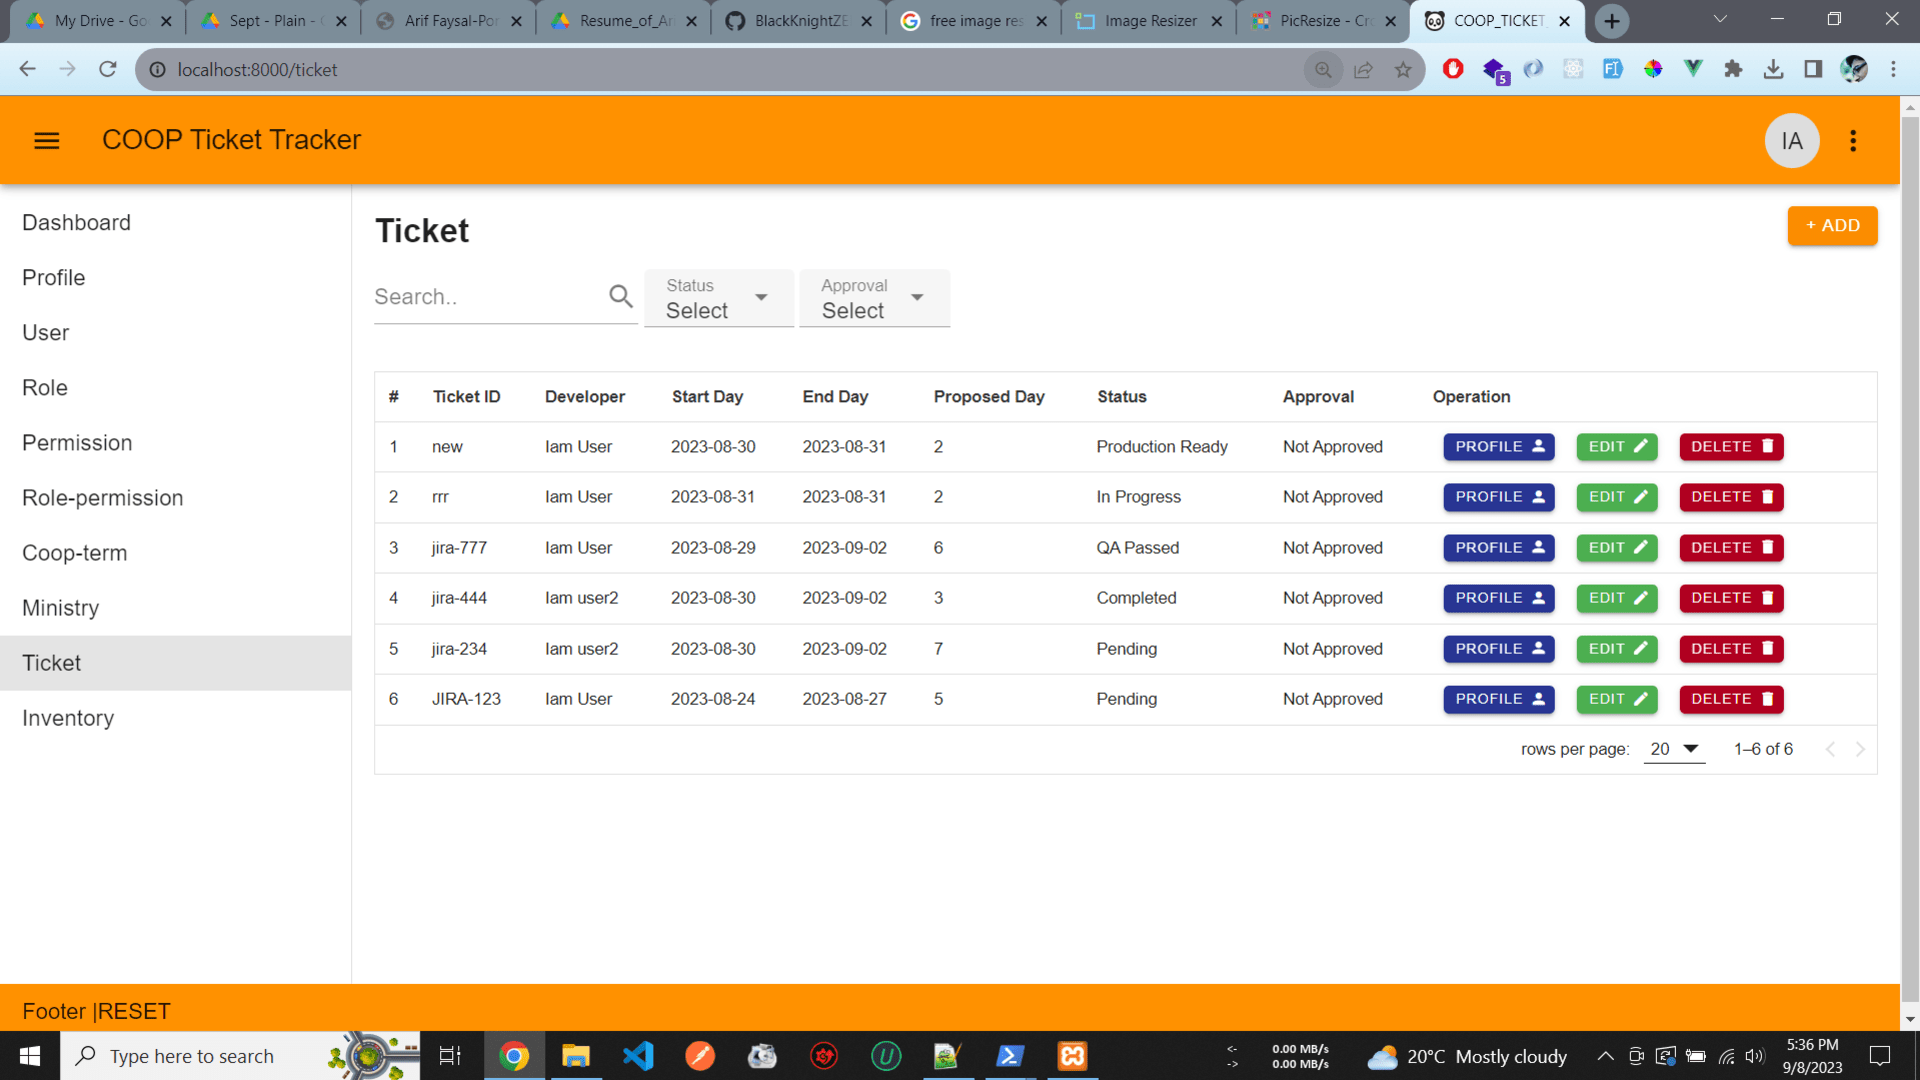 My Drive - Go
Sept - Plain -
Arif Faysal-Por
Resume_of_Ar
BlackKnightZE
free image res
Image Resizer
PicResize - Cr
COOP_TICKET
localhost:8000/ticket
5
COOP Ticket Tracker
IA
Dashboard
Profile
User
Role
Permission
Role-permission
Coop-term
Ministry
Ticket
Inventory
Ticket
+ ADD
Search..
Status
Select
Approval
Select
# Ticket ID Developer Start Day End Day Proposed Day Status Approval Operation
1 new Iam User 2023-08-30 2023-08-31 2 Production Ready Not Approved PROFILE EDIT DELETE
2 rrr Iam User 2023-08-31 2023-08-31 2 In Progress Not Approved PROFILE EDIT DELETE
3 jira-777 Iam User 2023-08-29 2023-09-02 6 QA Passed Not Approved PROFILE EDIT DELETE
4 jira-444 Iam user2 2023-08-30 2023-09-02 3 Completed Not Approved PROFILE EDIT DELETE
5 jira-234 Iam user2 2023-08-30 2023-09-02 7 Pending Not Approved PROFILE EDIT DELETE
6 JIRA-123 Iam User 2023-08-24 2023-08-27 5 Pending Not Approved PROFILE EDIT DELETE
rows per page: 20 1–6 of 6
Footer |RESET
Type here to search
<- 0.00 MB/s
-> 0.00 MB/s
20°C Mostly cloudy
5:36 PM
9/8/2023